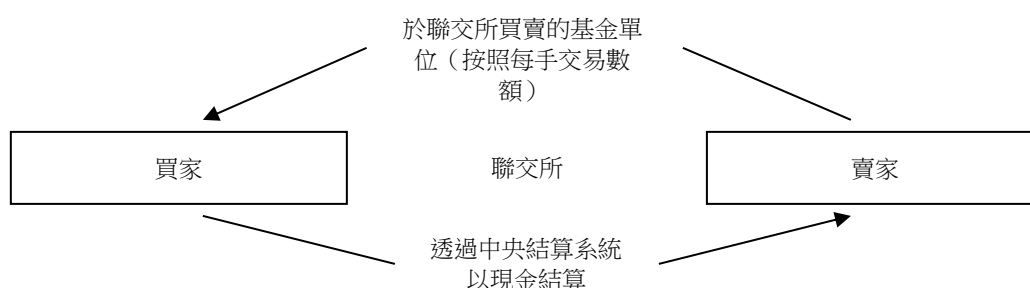 於聯交所買賣的基金單
位（按照每手交易數
額）
買家
聯交所
賣家
透過中央結算系統
以現金結算